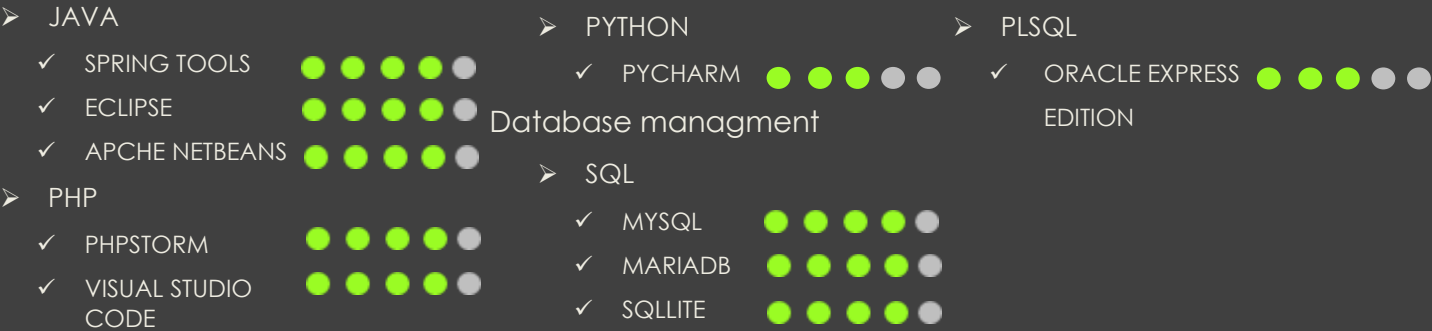 JAVA
SPRING TOOLS
ECLIPSE
APCHE NETBEANS
PHP
PHPSTORM
VISUAL STUDIO
CODE
PYTHON
PYCHARM
Database managment
SQL
MYSQL
MARIADB
SQLLITE
PLSQL
ORACLE EXPRESS
EDITION